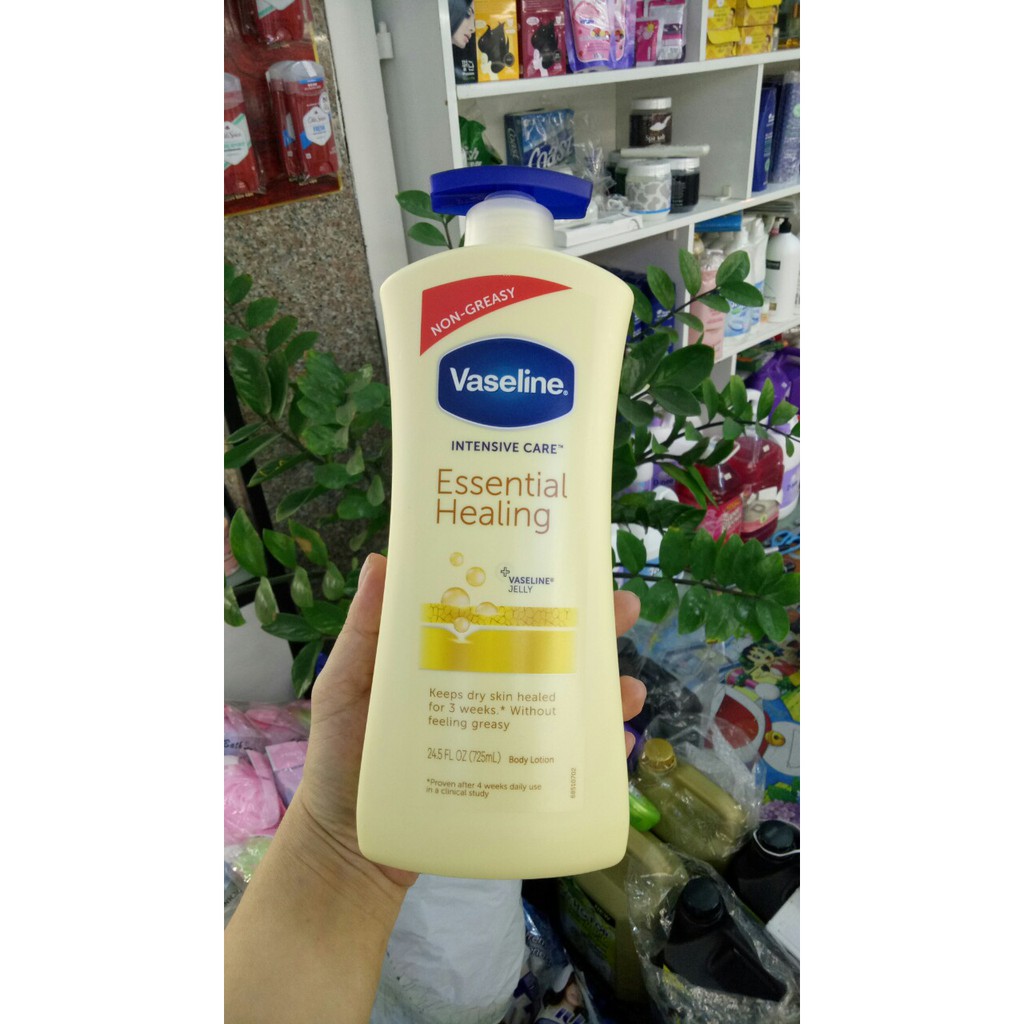 NON-GREASY
Vaseline®
INTENSIVE CARE™
Essential
Healing
VASELINE®
JELLY
Keeps dry skin healed
for 3 weeks.* Without
feeling greasy
24.5 FL OZ (725mL) Body Lotion
*Proven after 4 weeks daily use
in a clinical study
Coast